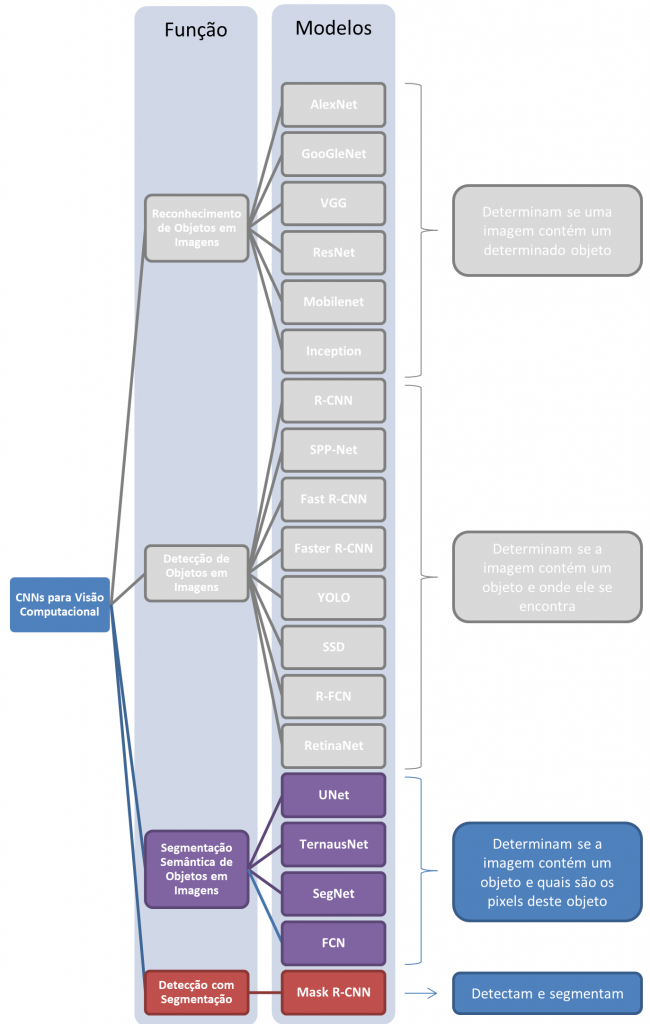 Função
Modelos
AlexNet
GooGleNet
VGG
ResNet
Mobilenet
Inception
Reconhecimento
de Objetos em
Imagens
Determinam se uma
imagem contém um
determinado objeto
R-CNN
SPP-Net
Fast R-CNN
Faster R-CNN
YOLO
SSD
R-FCN
RetinaNet
Detecção de
Objetos em
Imagens
Determinam se a
imagem contém um
objeto e onde ele se
encontra
CNNs para Visão
Computacional
UNet
TernausNet
SegNet
FCN
Segmentação
Semântica de
Objetos em
Imagens
Determinam se a
imagem contém um
objeto e quais são os
pixels deste objeto
Detecção com
Segmentação
Mask R-CNN
Detectam e segmentam